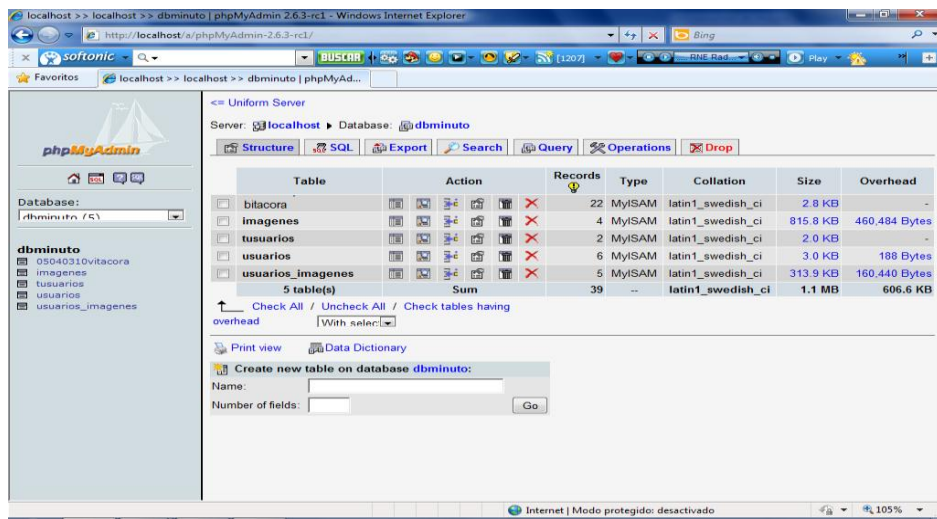 localhost >> localhost >> dbminuto | phpMyAdmin 2.6.3-rc1 - Windows Internet Explorer
http://localhost/a/phpMyAdmin-2.6.3-rc1/
Bing
softonic
BUSCAR
[1207]
RNE Rad...
Play
Favoritos
localhost >> localhost >> dbminuto | phpMyAd...
phpMyAdmin
Database:
dbminuto (5)
dbminuto
05040310vitacora
imagenes
tusuarios
usuarios
usuarios_imagenes
<= Uniform Server
Server: localhost ▶ Database: dbminuto
Structure SQL Export Search Query Operations Drop
Table Action Records Type Collation Size Overhead
bitacora 22 MyISAM latin1_swedish_ci 2.8 KB -
imagenes 4 MyISAM latin1_swedish_ci 815.8 KB 460,484 Bytes
tusuarios 2 MyISAM latin1_swedish_ci 2.0 KB -
usuarios 6 MyISAM latin1_swedish_ci 3.0 KB 188 Bytes
usuarios_imagenes 5 MyISAM latin1_swedish_ci 313.9 KB 160,440 Bytes
5 table(s) Sum 39 -- latin1_swedish_ci 1.1 MB 606.6 KB
Check All / Uncheck All / Check tables having
overhead With selec
Print view Data Dictionary
Create new table on database dbminuto:
Name:
Number of fields: Go
Internet | Modo protegido: desactivado
105%